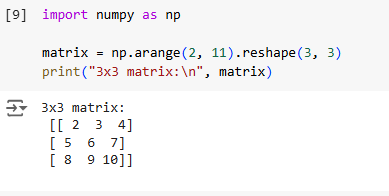 [9] import numpy as np
matrix = np.arange(2, 11).reshape(3, 3)
print("3x3 matrix:\n", matrix)
3x3 matrix:
 [[ 2  3  4]
 [ 5  6  7]
 [ 8  9 10]]